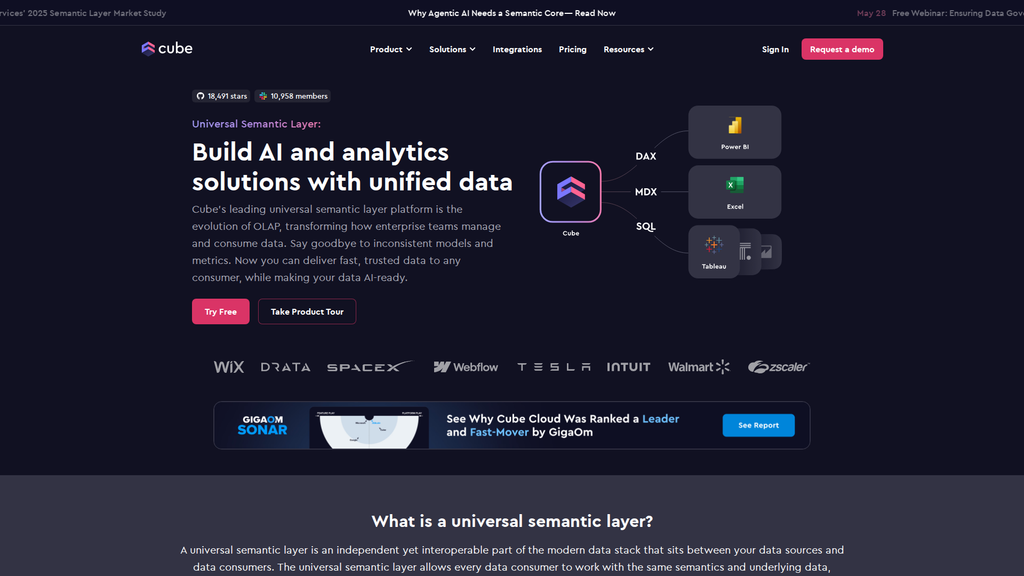 rvices' 2025 Semantic Layer Market Study
Why Agentic AI Needs a Semantic Core— Read Now
May 28 Free Webinar: Ensuring Data Gov
cube
Product
Solutions
Integrations
Pricing
Resources
Sign In
Request a demo
18,491 stars
10,958 members
Universal Semantic Layer:
Build AI and analytics
solutions with unified data
Cube's leading universal semantic layer platform is the
evolution of OLAP, transforming how enterprise teams manage
and consume data. Say goodbye to inconsistent models and
metrics. Now you can deliver fast, trusted data to any
consumer, while making your data AI-ready.
Try Free
Take Product Tour
Cube
DAX
MDX
SQL
Power BI
Excel
Tableau
WIX
DRATA
SPACEX
Webflow
TESLA
INTUIT
Walmart
zscaler
GIGAOM
SONAR
See Why Cube Cloud Was Ranked a Leader
and Fast-Mover by GigaOm
See Report
What is a universal semantic layer?
A universal semantic layer is an independent yet interoperable part of the modern data stack that sits between your data sources and
data consumers. The universal semantic layer allows every data consumer to work with the same semantics and underlying data,